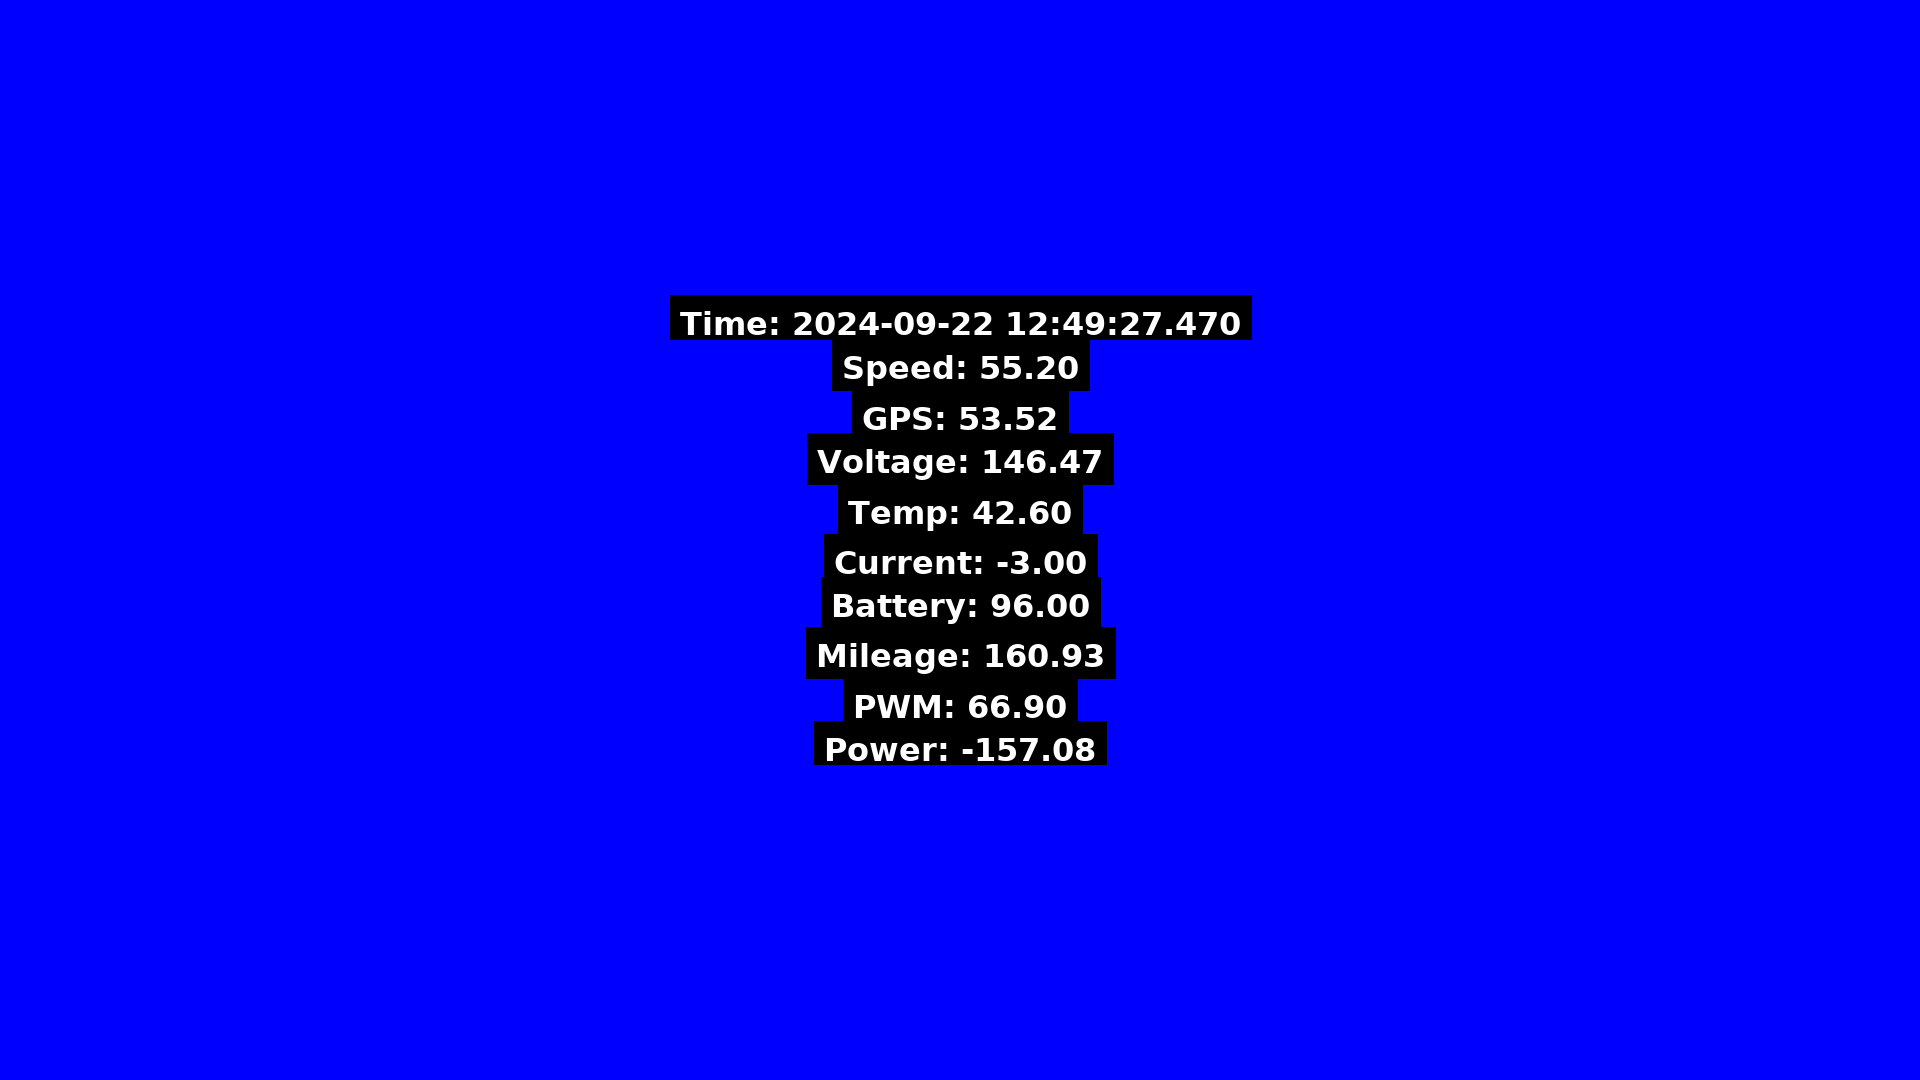 Time: 2024-09-22 12:49:27.470
Speed: 55.20
GPS: 53.52
Voltage: 146.47
Temp: 42.60
Current: -3.00
Battery: 96.00
Mileage: 160.93
PWM: 66.90
Power: -157.08